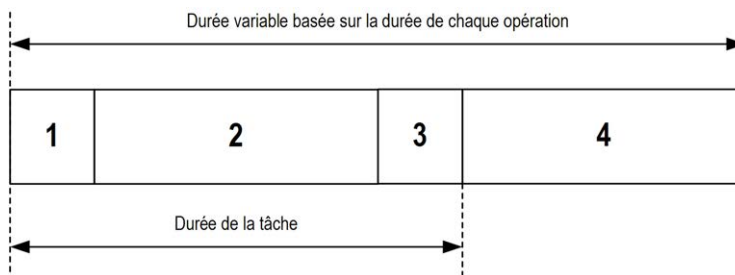 Durée variable basée sur la durée de chaque opération
1 2 3 4
Durée de la tâche